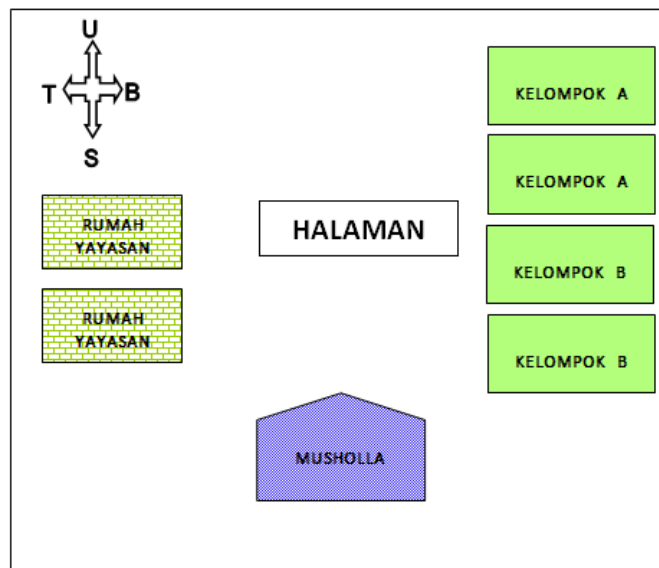 U
T B
S
KELOMPOK A
KELOMPOK A
RUMAH
YAYASAN
HALAMAN
KELOMPOK B
RUMAH
YAYASAN
KELOMPOK B
MUSHOLLA